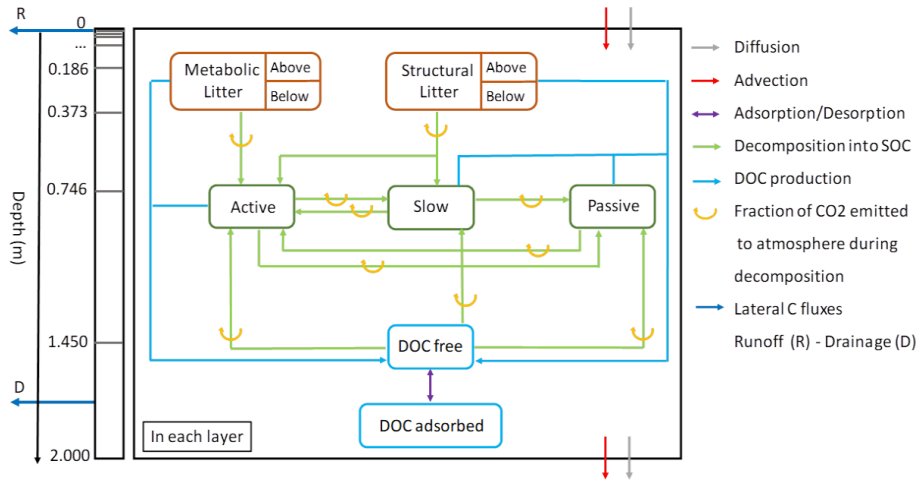 R
0
...
0.186
0.373
0.746
1.450
D
2.000
Depth (m)
Metabolic
Litter
Above
Below
Structural
Litter
Above
Below
Active
Slow
Passive
DOC free
DOC adsorbed
In each layer
Diffusion
Advection
Adsorption/Desorption
Decomposition into SOC
DOC production
Fraction of CO2 emitted
to atmosphere during
decomposition
Lateral C fluxes
Runoff (R) - Drainage (D)